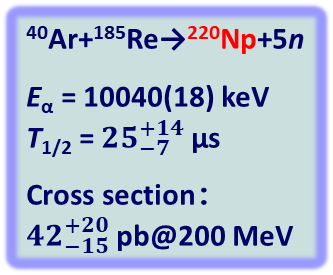 ⁴⁰Ar+¹⁸⁵Re→²²⁰Np+5n
Eα = 10040(18) keV
T₁/₂ = 25⁺¹⁴₋₇ μs
Cross section：
42⁺²⁰₋₁₅ pb@200 MeV